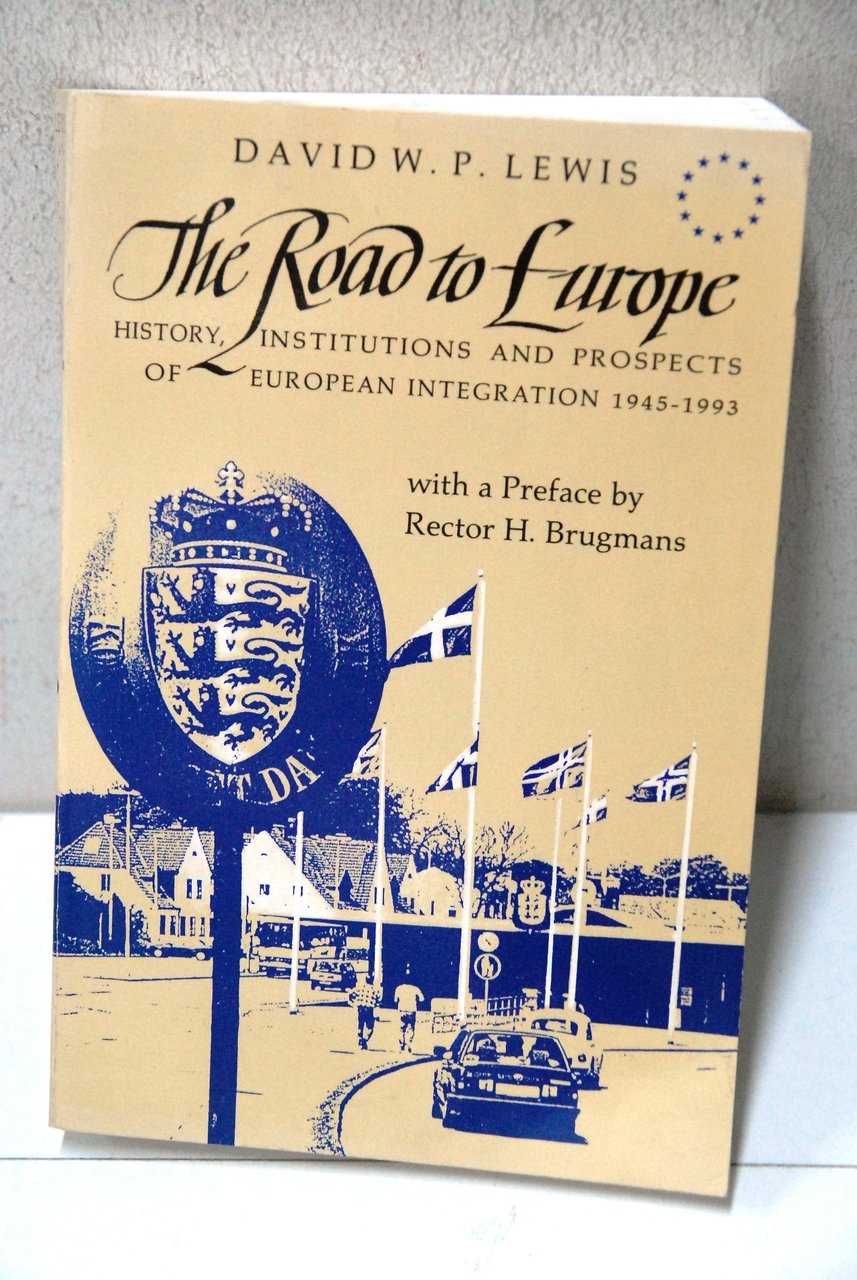 DAVID W. P. LEWIS
The Road to Europe
HISTORY, INSTITUTIONS AND PROSPECTS
OF EUROPEAN INTEGRATION 1945-1993
with a Preface by
Rector H. Brugmans